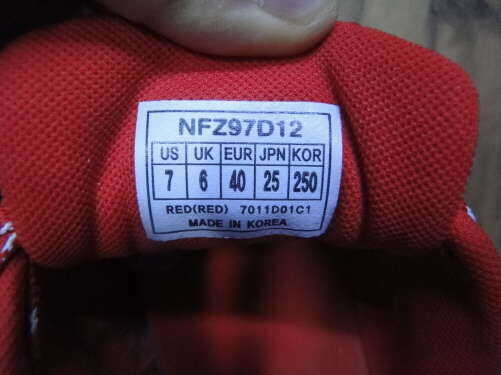 NFZ97D12
US UK EUR JPN KOR
7 6 40 25 250
RED(RED) 7011D01C1
MADE IN KOREA